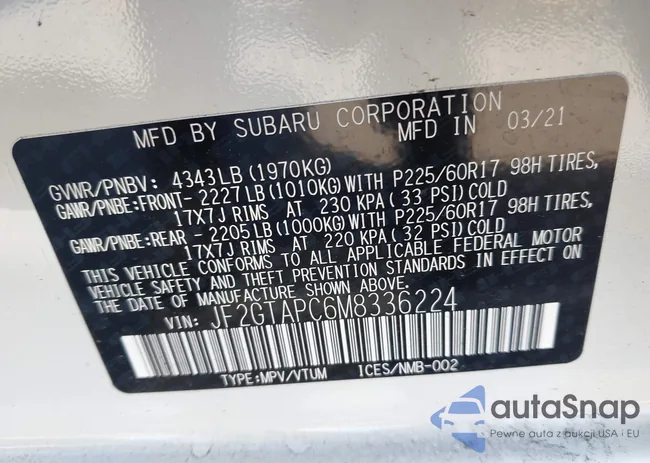 MFD BY SUBARU CORPORATION
MFD IN 03/21
GVWR/PNBV: 4343LB (1970KG)
GAWR/PNBE:FRONT- 2227LB (1010KG)WITH P225/60R17 98H TIRES,
17X7J RIMS AT 230 KPA (33 PSI) COLD
GAWR/PNBE:REAR - 2205LB (1000KG)WITH P225/60R17 98H TIRES,
17X7J RIMS AT 220 KPA (32 PSI) COLD
THIS VEHICLE CONFORMS TO ALL APPLICABLE FEDERAL MOTOR
VEHICLE SAFETY AND THEFT PREVENTION STANDARDS IN EFFECT ON
THE DATE OF MANUFACTURE SHOWN ABOVE.
VIN: JF2GTAPC6M8336224
TYPE:MPV/VTUM ICES/NMB-002
autaSnap
Pewne auta z aukcji USA i EU